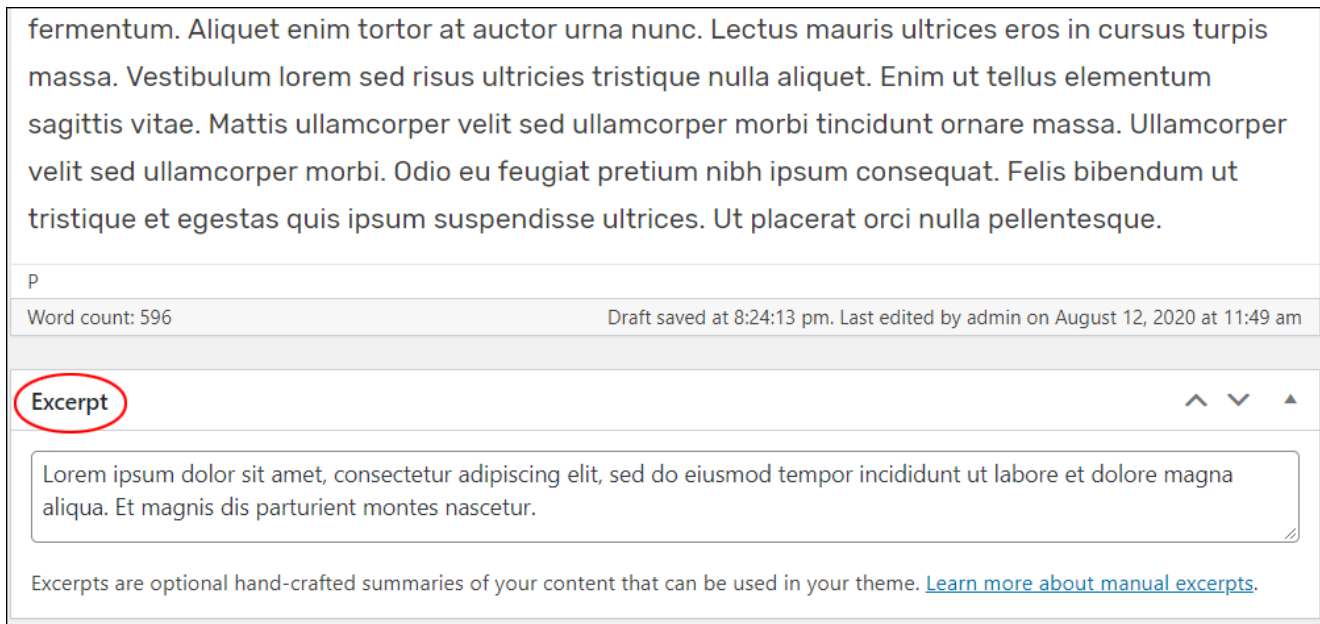 fermentum. Aliquet enim tortor at auctor urna nunc. Lectus mauris ultrices eros in cursus turpis
massa. Vestibulum lorem sed risus ultricies tristique nulla aliquet. Enim ut tellus elementum
sagittis vitae. Mattis ullamcorper velit sed ullamcorper morbi tincidunt ornare massa. Ullamcorper
velit sed ullamcorper morbi. Odio eu feugiat pretium nibh ipsum consequat. Felis bibendum ut
tristique et egestas quis ipsum suspendisse ultrices. Ut placerat orci nulla pellentesque.
P
Word count: 596 Draft saved at 8:24:13 pm. Last edited by admin on August 12, 2020 at 11:49 am
Excerpt
Lorem ipsum dolor sit amet, consectetur adipiscing elit, sed do eiusmod tempor incididunt ut labore et dolore magna
aliqua. Et magnis dis parturient montes nascetur.
Excerpts are optional hand-crafted summaries of your content that can be used in your theme. Learn more about manual excerpts.